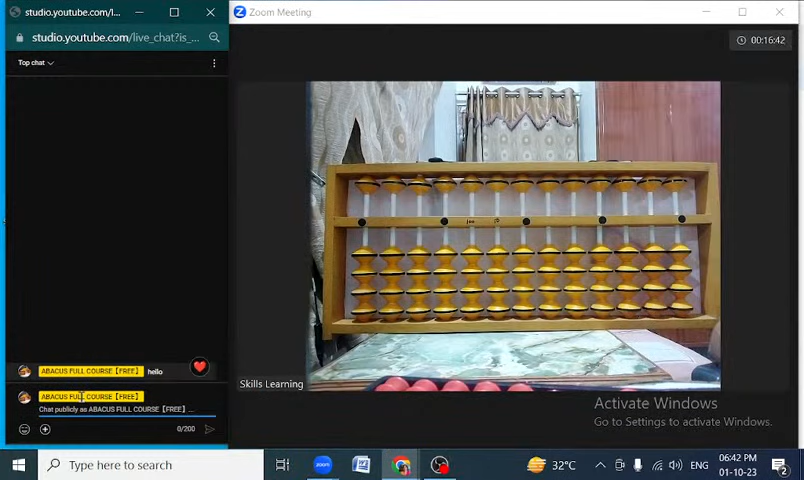 studio.youtube.com/l...
Zoom Meeting
studio.youtube.com/live_chat?is_...
00:16:42
Top chat
ABACUS FULL COURSE【FREE】 hello
ABACUS FULL COURSE【FREE】
Chat publicly as ABACUS FULL COURSE【FREE】...
0/200
Skills Learning
Activate Windows
Go to Settings to activate Windows.
Type here to search
32°C
ENG
06:42 PM
01-10-23
2